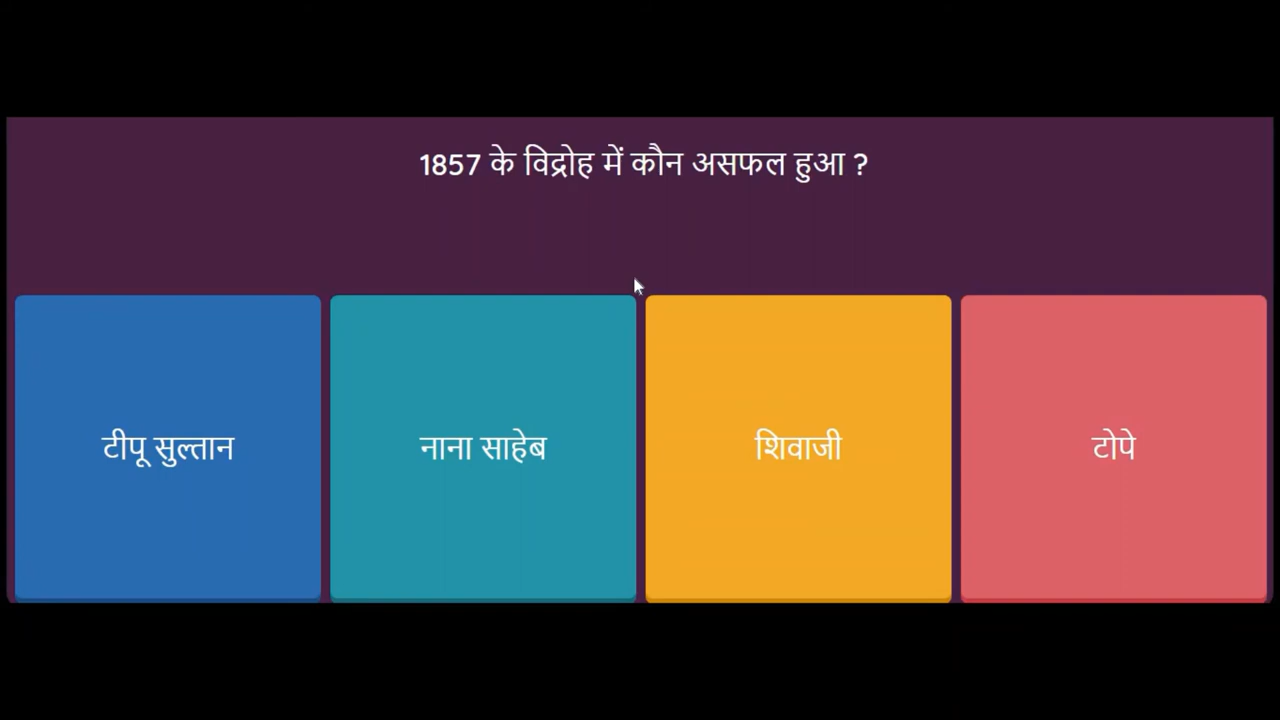 1857 के विद्रोह में कौन असफल हुआ ?
टीपू सुल्तान
नाना साहेब
शिवाजी
टोपे